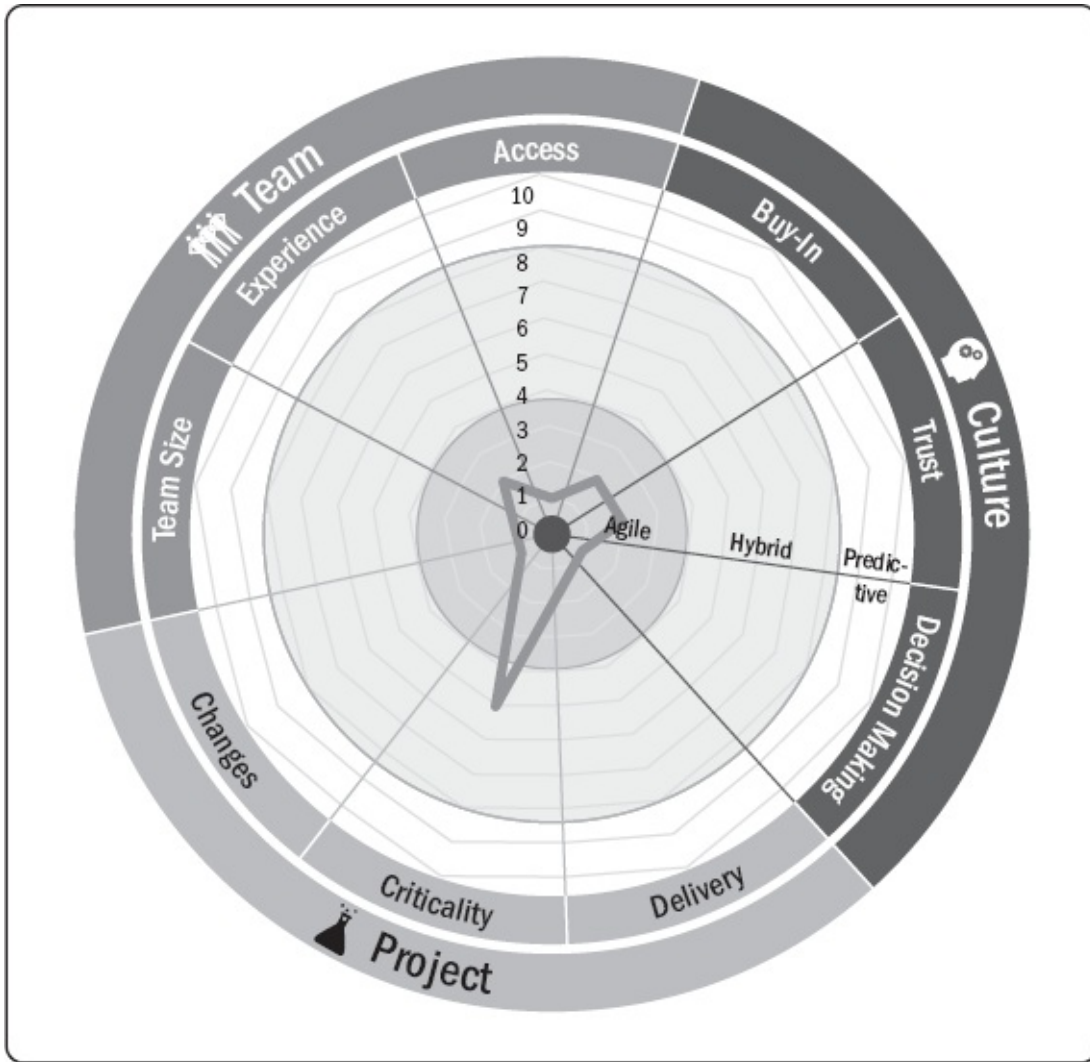 Team
Culture
Project
Access
Buy-In
Trust
Decision Making
Delivery
Criticality
Changes
Team Size
Experience
10
9
8
7
6
5
4
3
2
1
0
Agile
Hybrid
Predic-
tive